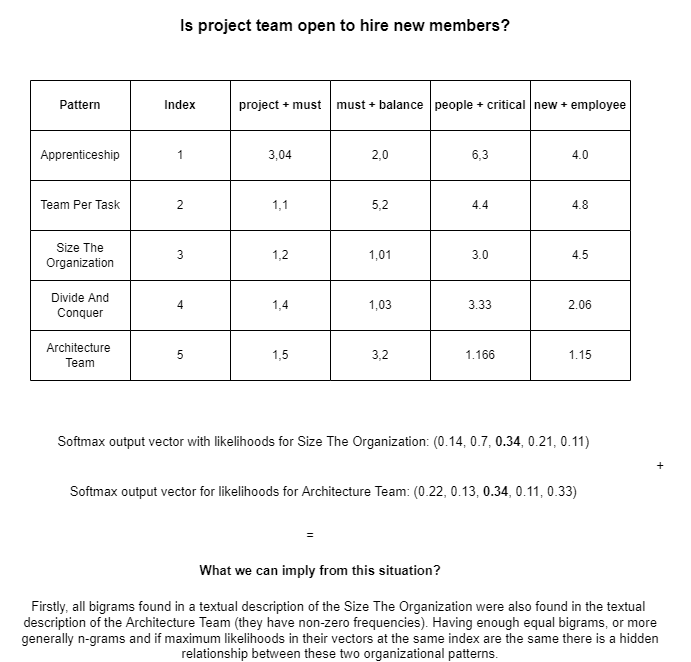 Is project team open to hire new members?
Pattern Index project + must must + balance people + critical new + employee
Apprenticeship 1 3,04 2,0 6,3 4.0
Team Per Task 2 1,1 5,2 4.4 4.8
Size The
Organization 3 1,2 1,01 3.0 4.5
Divide And
Conquer 4 1,4 1,03 3.33 2.06
Architecture
Team 5 1,5 3,2 1.166 1.15
Softmax output vector with likelihoods for Size The Organization: (0.14, 0.7, 0.34, 0.21, 0.11)
+
Softmax output vector for likelihoods for Architecture Team: (0.22, 0.13, 0.34, 0.11, 0.33)
=
What we can imply from this situation?
Firstly, all bigrams found in a textual description of the Size The Organization were also found in the textual
description of the Architecture Team (they have non-zero frequencies). Having enough equal bigrams, or more
generally n-grams and if maximum likelihoods in their vectors at the same index are the same there is a hidden
relationship between these two organizational patterns.